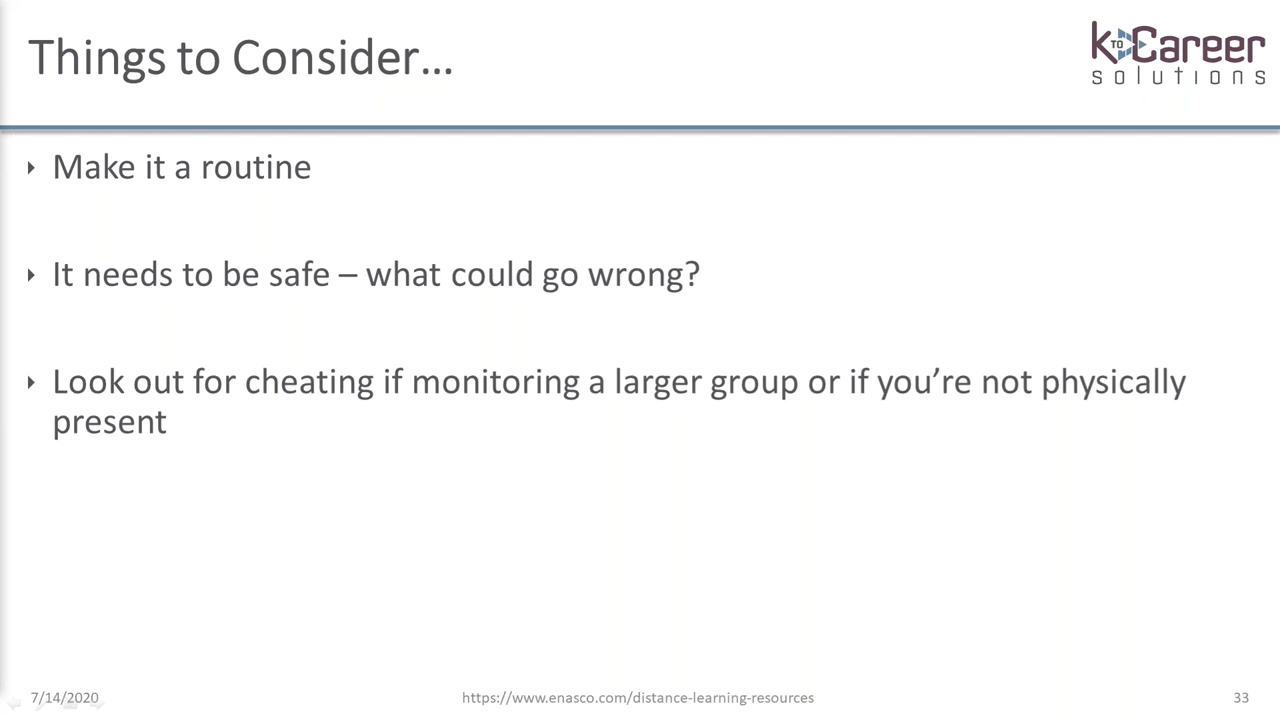 Things to Consider...
K TO Career
solutions
Make it a routine
It needs to be safe – what could go wrong?
Look out for cheating if monitoring a larger group or if you’re not physically
present
7/14/2020
https://www.enasco.com/distance-learning-resources
33